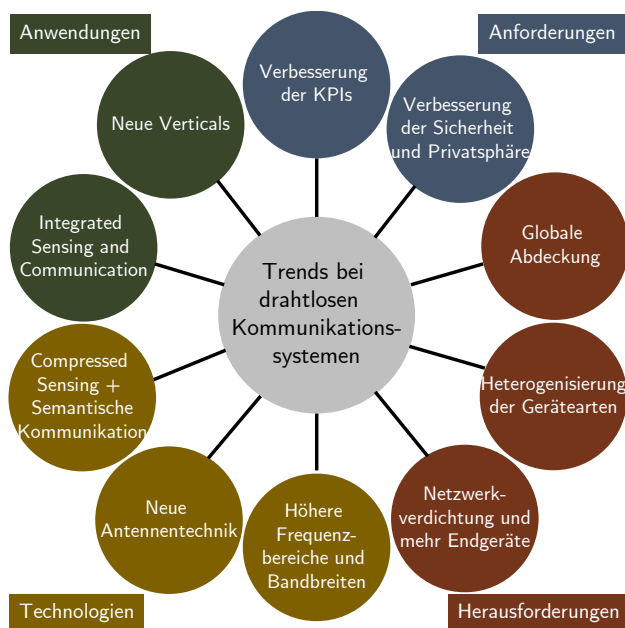 Anwendungen
Anforderungen
Verbesserung
der KPIs
Verbesserung
der Sicherheit
und Privatsphäre
Neue Verticals
Globale
Abdeckung
Integrated
Sensing and
Communication
Trends bei
drahtlosen
Kommunikations-
systemen
Compressed
Sensing +
Semantische
Kommunikation
Heterogenisierung
der Gerätearten
Neue
Antennentechnik
Höhere
Frequenz-
bereiche und
Bandbreiten
Netzwerk-
verdichtung und
mehr Endgeräte
Technologien
Herausforderungen